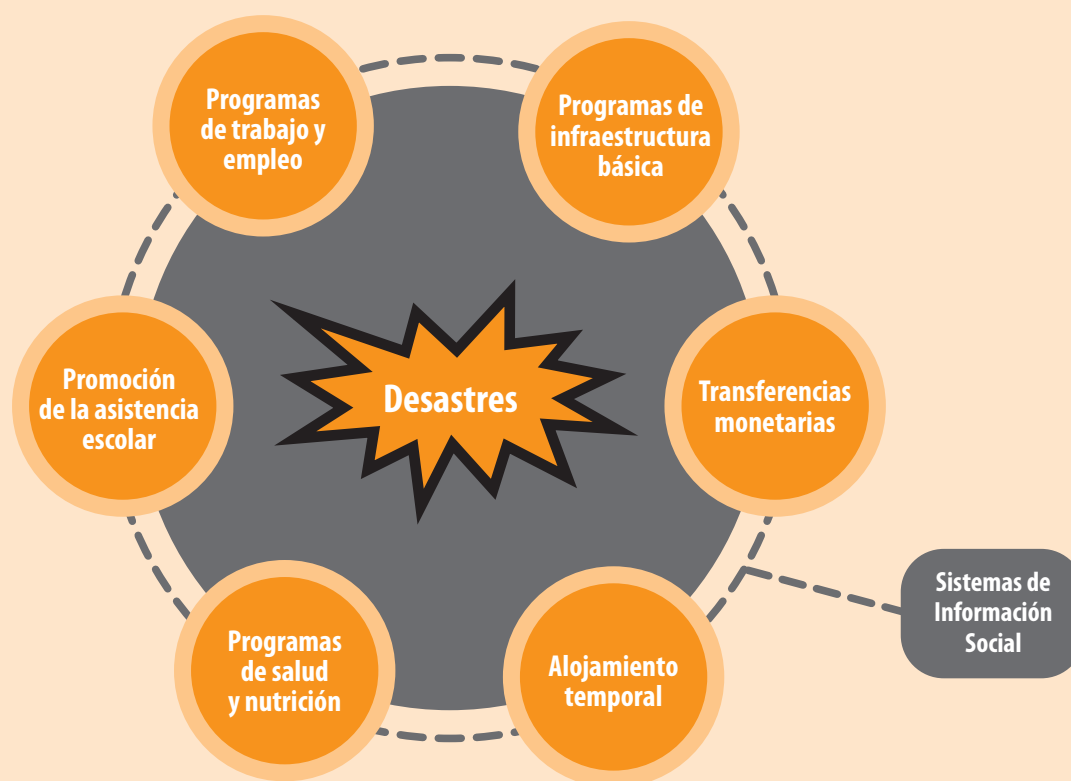 Programas
de trabajo y
empleo
Programas de
infraestructura
básica
Promoción
de la asistencia
escolar
Desastres
Transferencias
monetarias
Sistemas de
Información
Social
Programas
de salud
y nutrición
Alojamiento
temporal